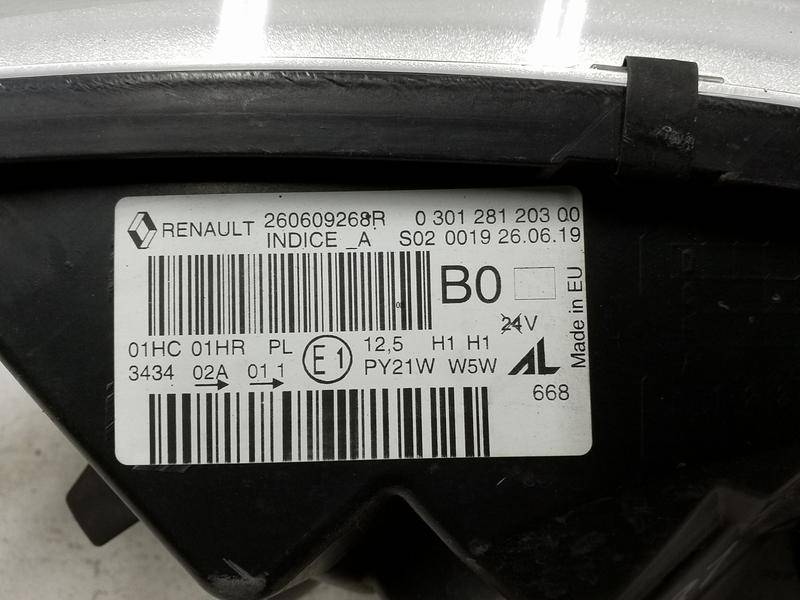 RENAULT 260609268R 0 301 281 203 00
INDICE _A S02 0019 26.06.19
B0
24V
Made in EU
01HC 01HR PL E1 12,5 H1 H1
3434 02A 01 1 PY21W W5W AL
668